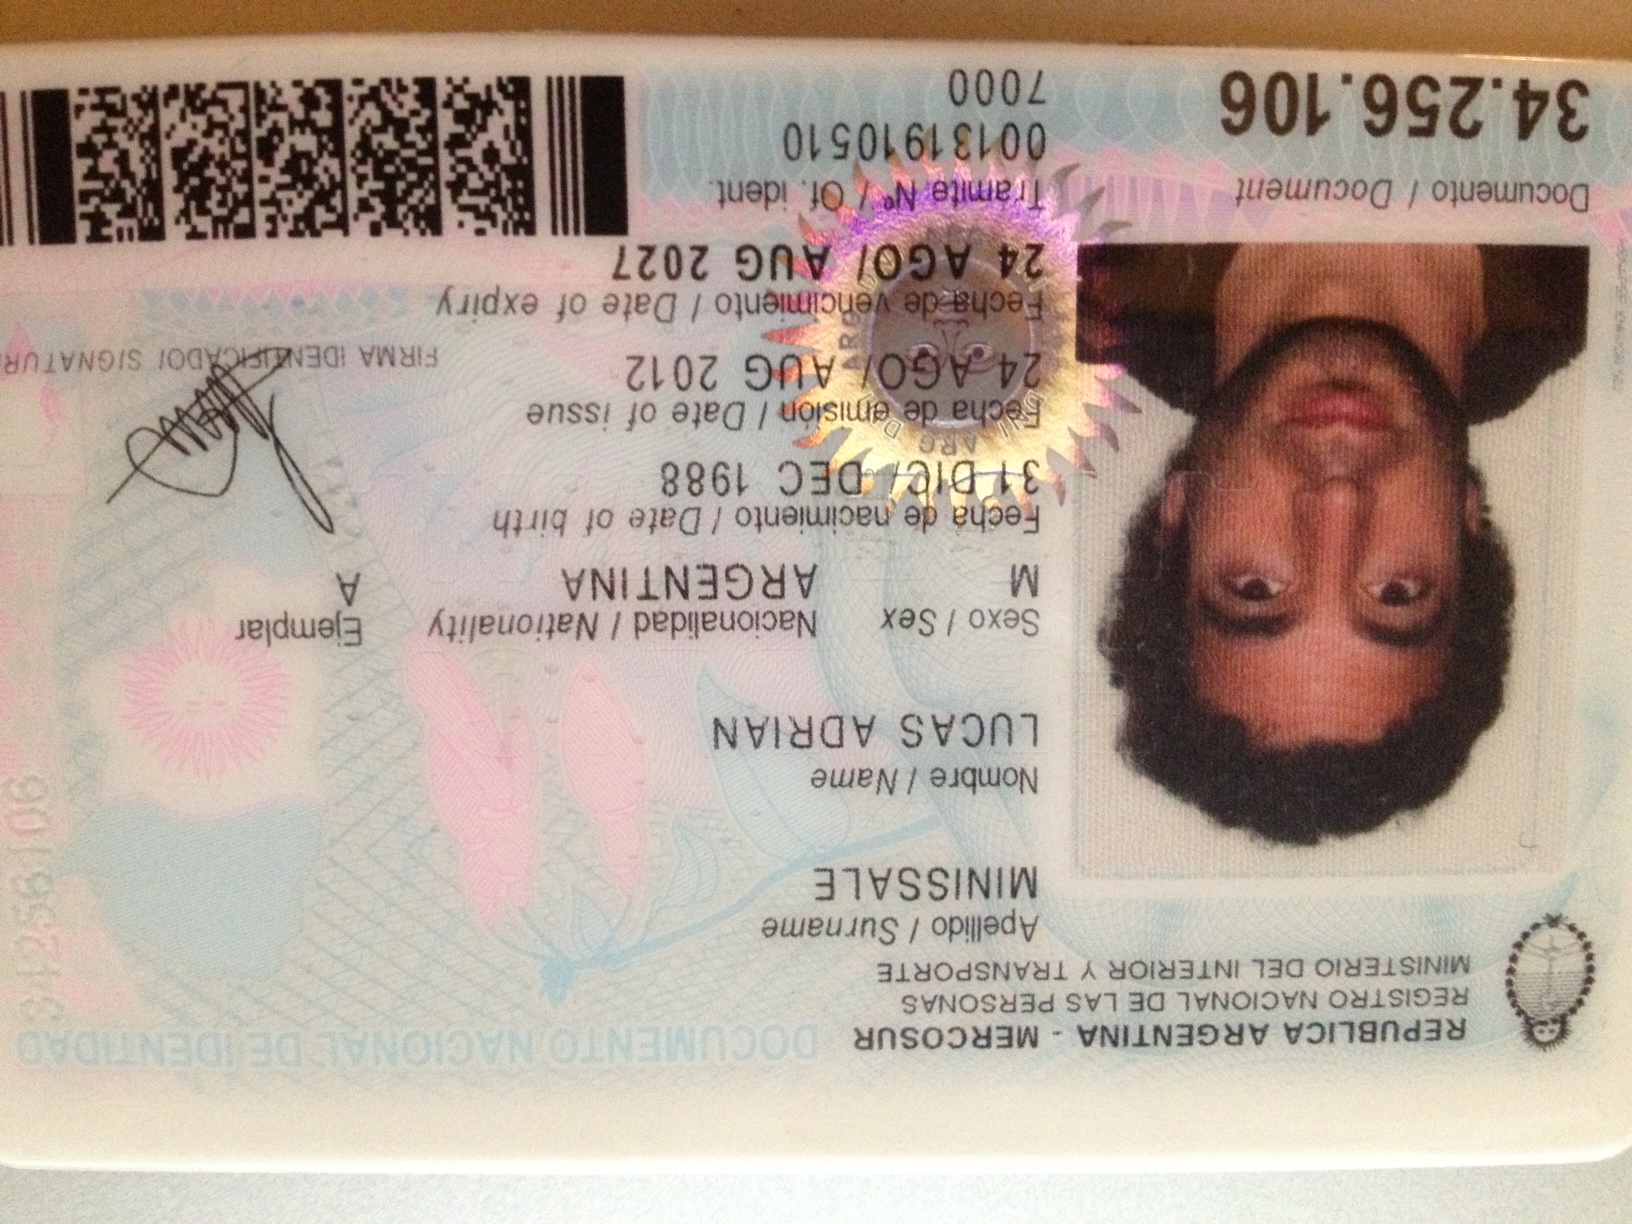 REPUBLICA ARGENTINA - MERCOSUR
DOCUMENTO NACIONAL DE IDENTIDAD
REGISTRO NACIONAL DE LAS PERSONAS
MINISTERIO DEL INTERIOR Y TRANSPORTE
Apellido / Surname
MINISSALE
Nombre / Name
LUCAS ADRIAN
Sexo / Sex Nacionalidad / Nationality Ejemplar
M ARGENTINA A
Fecha de nacimiento / Date of birth
31 DIC/ DEC 1988
Fecha de emisión / Date of issue
24 AGO/ AUG 2012
FIRMA IDENTIFICADO/ SIGNATUR
Fecha de vencimiento / Date of expiry
24 AGO/ AUG 2027
Documento / Document
34.256.106
Trámite Nº / Of. ident.
00131910510
7000
34256106